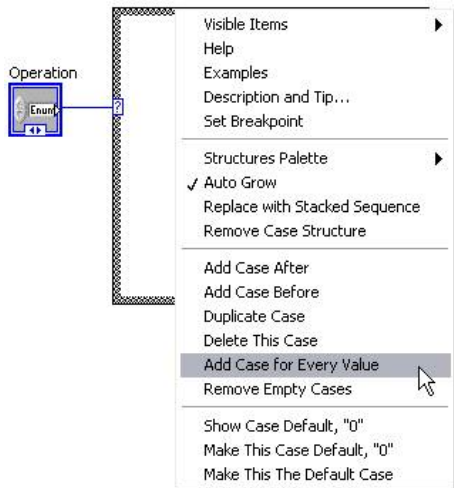 Operation
Enum
?
Visible Items
Help
Examples
Description and Tip...
Set Breakpoint
Structures Palette
✓ Auto Grow
Replace with Stacked Sequence
Remove Case Structure
Add Case After
Add Case Before
Duplicate Case
Delete This Case
Add Case for Every Value
Remove Empty Cases
Show Case Default, "0"
Make This Case Default, "0"
Make This The Default Case